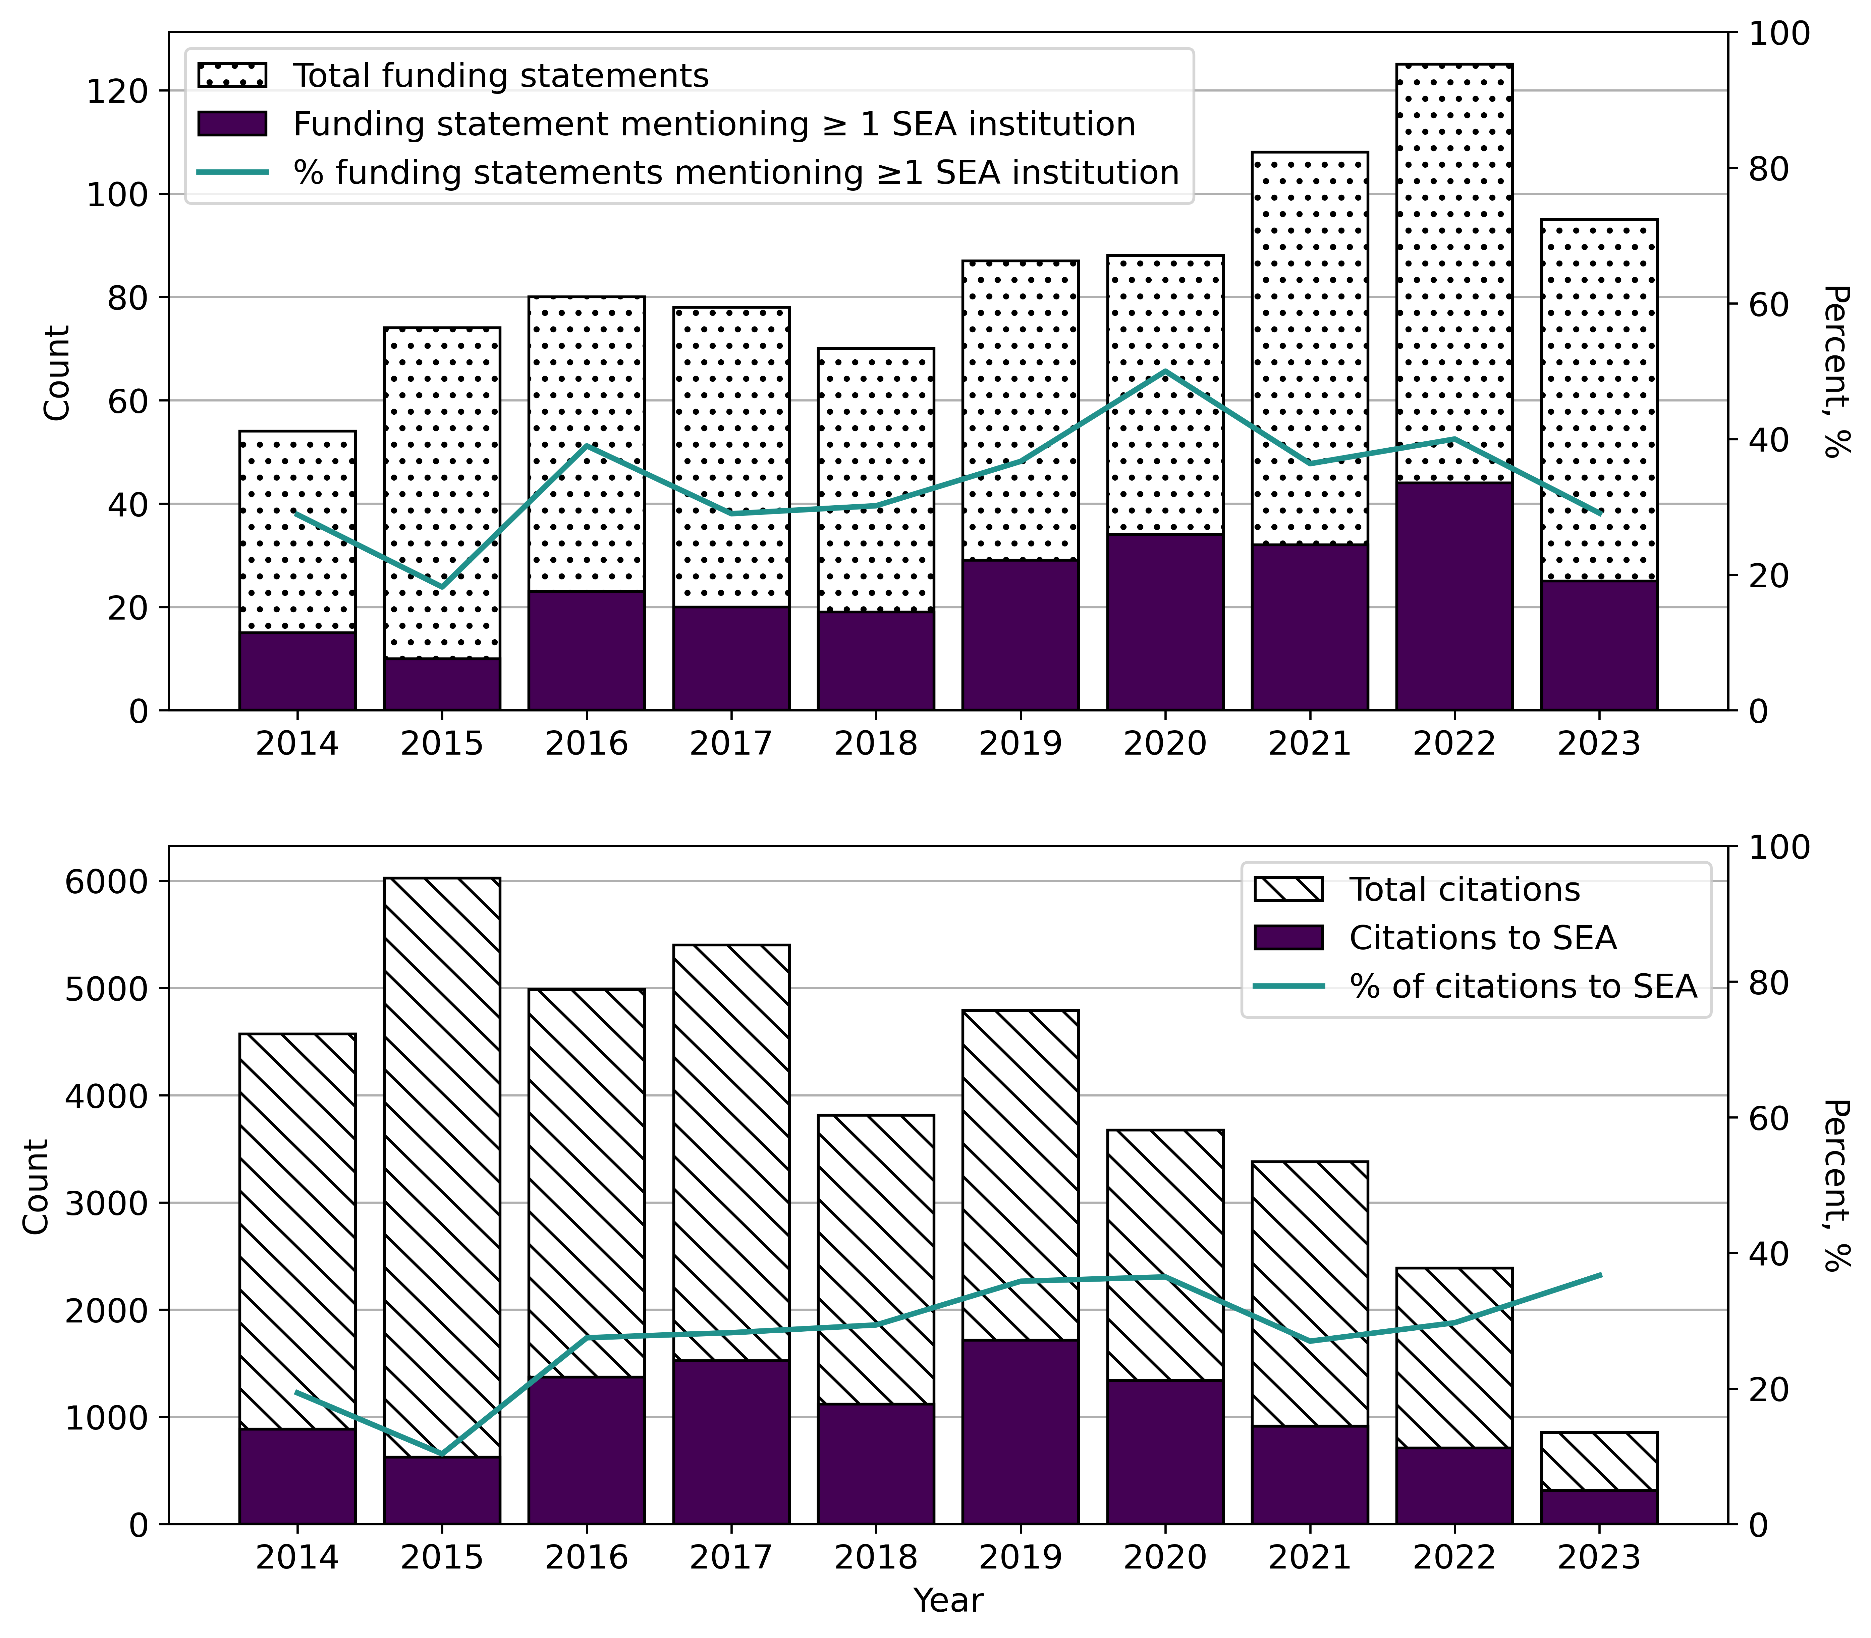 Total funding statements
Funding statement mentioning ≥ 1 SEA institution
% funding statements mentioning ≥1 SEA institution
120
100
80
60
40
20
0
Count
100
80
60
40
20
0
Percent, %
2014 2015 2016 2017 2018 2019 2020 2021 2022 2023
Total citations
Citations to SEA
% of citations to SEA
6000
5000
4000
3000
2000
1000
0
Count
100
80
60
40
20
0
Percent, %
2014 2015 2016 2017 2018 2019 2020 2021 2022 2023
Year